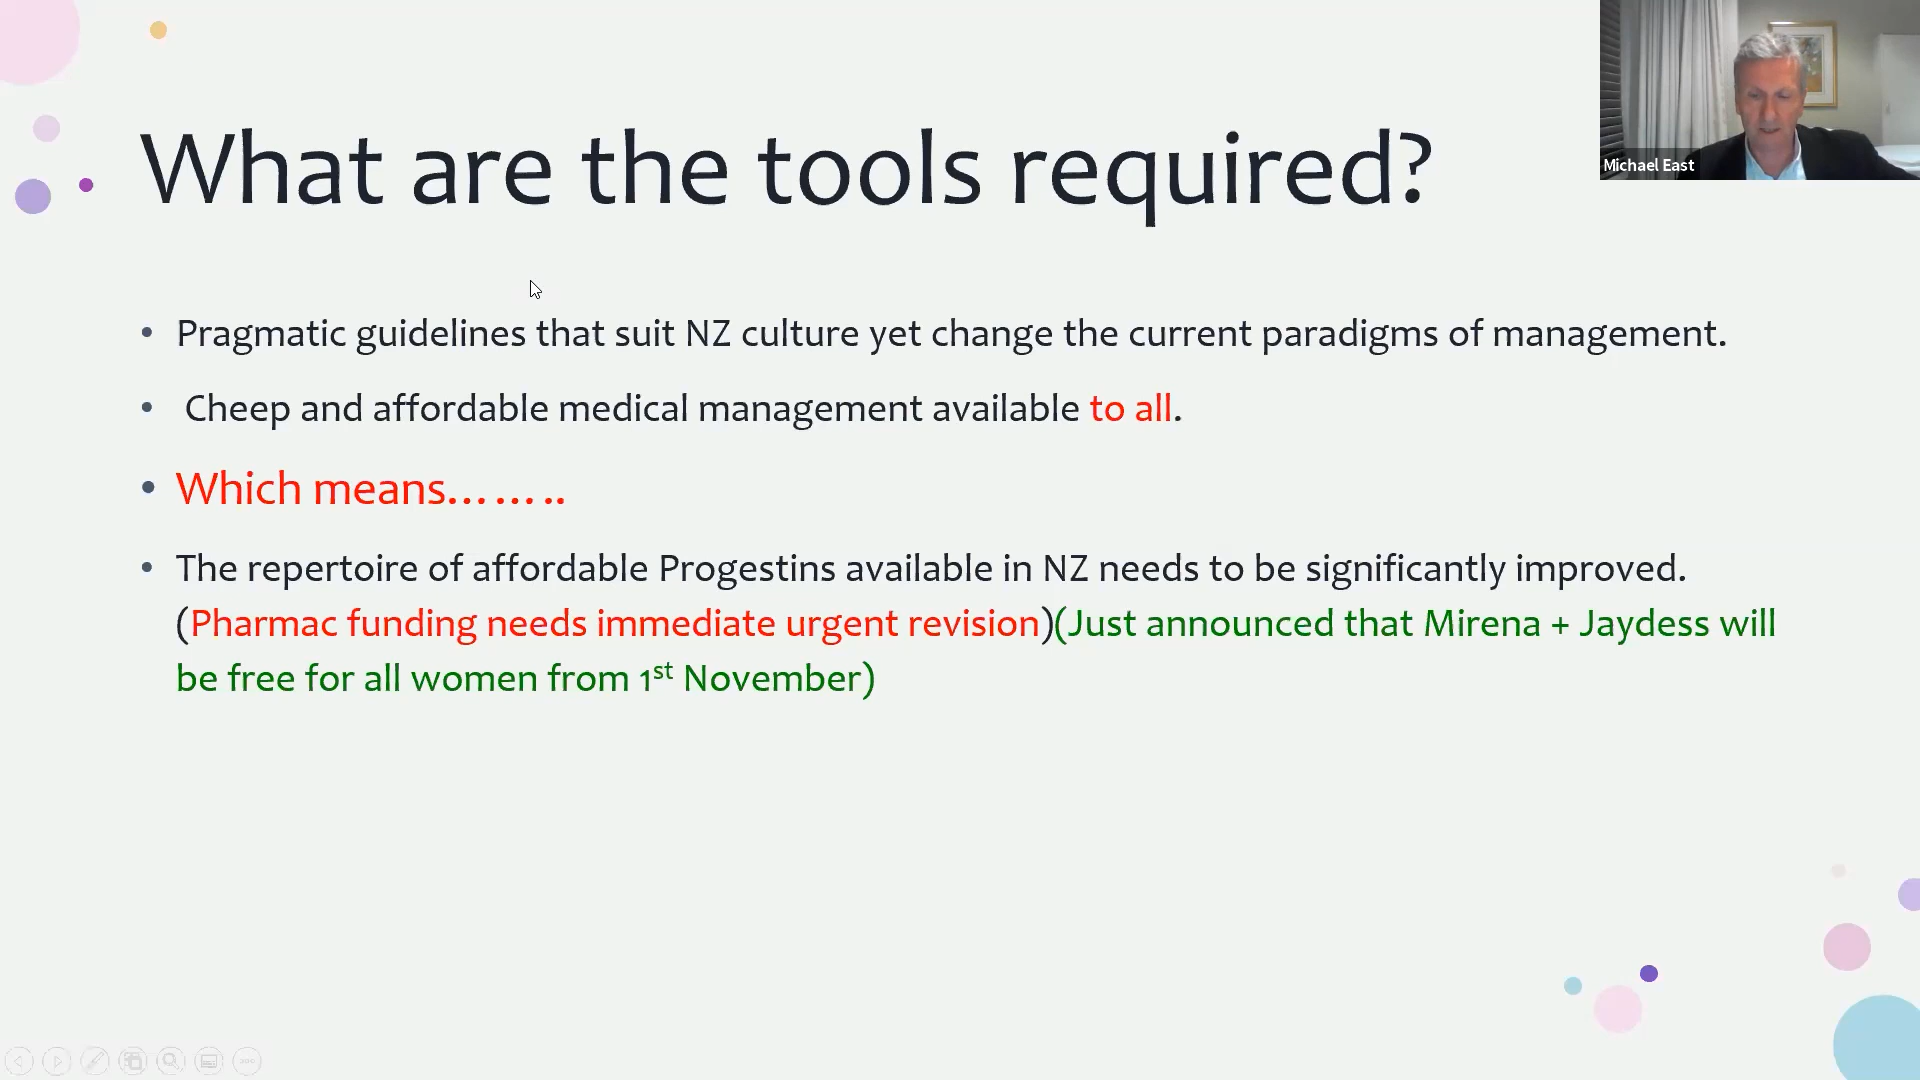 Michael East
What are the tools required?
• Pragmatic guidelines that suit NZ culture yet change the current paradigms of management.
• Cheep and affordable medical management available to all.
• Which means……..
• The repertoire of affordable Progestins available in NZ needs to be significantly improved.
(Pharmac funding needs immediate urgent revision)(Just announced that Mirena + Jaydess will
be free for all women from 1st November)